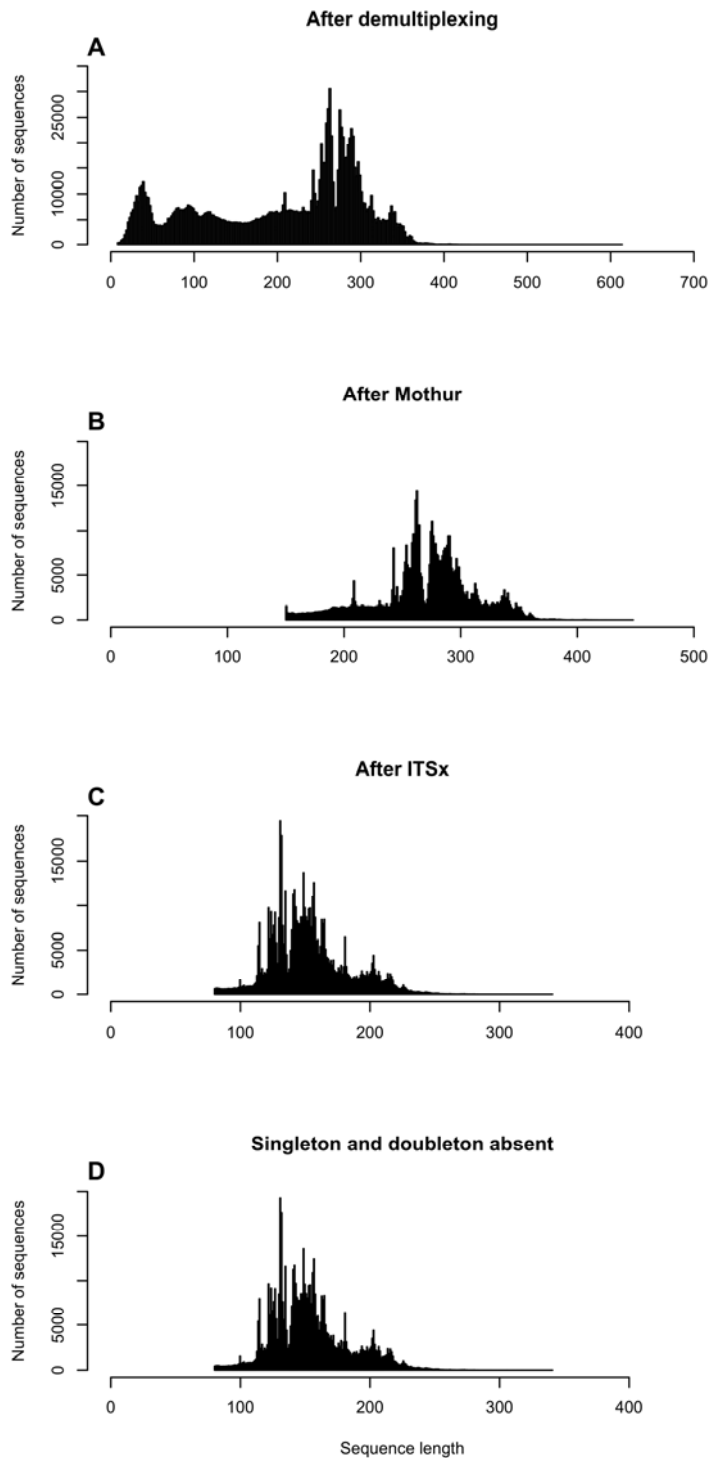 After demultiplexing
A
Number of sequences
25000
10000
0
0 100 200 300 400 500 600 700
After Mothur
B
Number of sequences
15000
5000
0
0 100 200 300 400 500
After ITSx
C
Number of sequences
15000
5000
0
0 100 200 300 400
Singleton and doubleton absent
D
Number of sequences
15000
5000
0
0 100 200 300 400
Sequence length